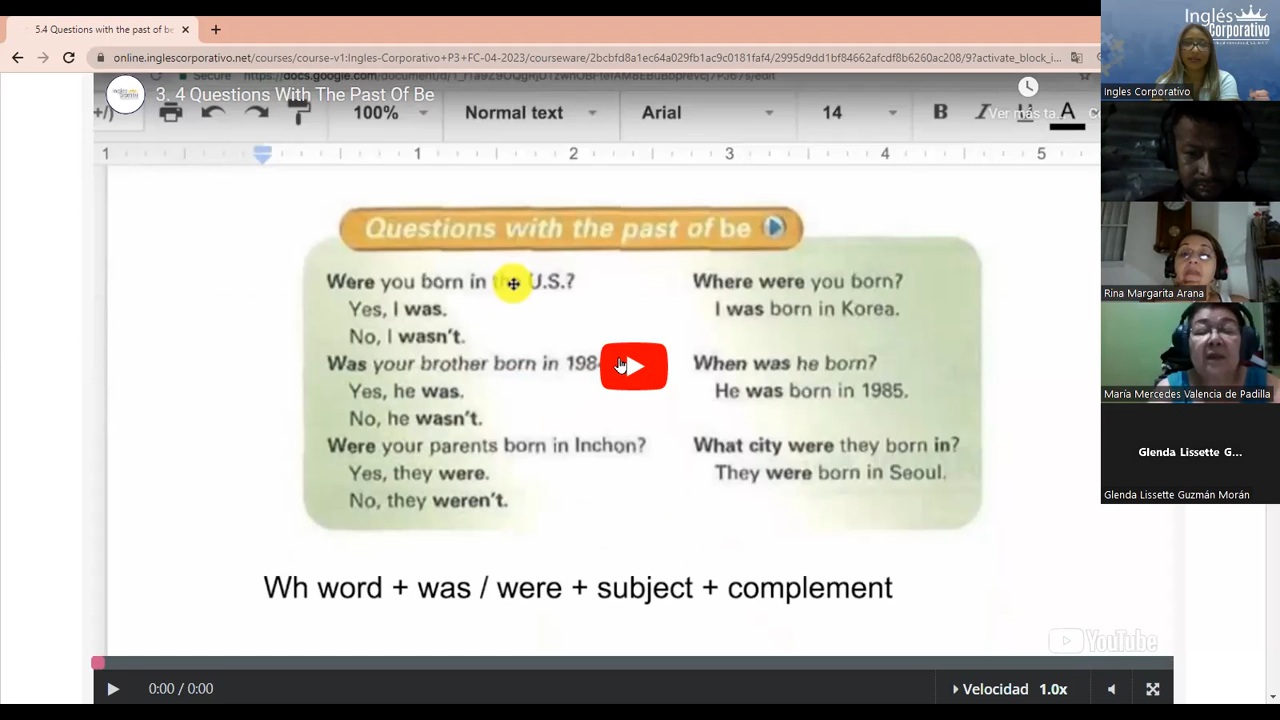 5.4 Questions with the past of be
online.inglescorporativo.net/courses/course-v1:Ingles-Corporativo+P3+FC-04-2023/courseware/2bcbfd8a1ec64a029fb1ac9c0181faf4/2995d9dd1bf84662afcdf8b6260ac208/9?activate_block_i...
3. 4 Questions With The Past Of Be
Ver más ta...
100%
Normal text
Arial
14
B
I
U
A
1
1
2
3
4
5
Questions with the past of be
Were you born in the U.S.?
Yes, I was.
No, I wasn't.
Was your brother born in 198
Yes, he was.
No, he wasn't.
Were your parents born in Inchon?
Yes, they were.
No, they weren't.
Where were you born?
I was born in Korea.
When was he born?
He was born in 1985.
What city were they born in?
They were born in Seoul.
Wh word + was / were + subject + complement
YouTube
0:00 / 0:00
Velocidad 1.0x
Inglés
Corporativo
Ingles Corporativo
Rina Margarita Arana
María Mercedes Valencia de Padilla
Glenda Lissette G...
Glenda Lissette Guzmán Morán